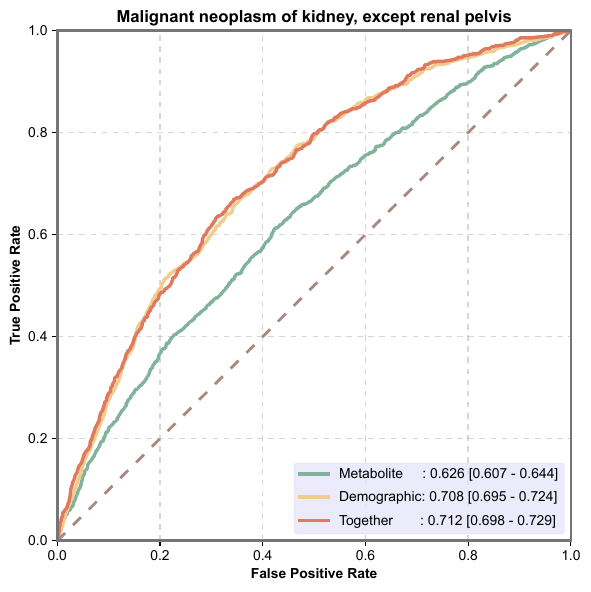 Malignant neoplasm of kidney, except renal pelvis
True Positive Rate
1.0
0.8
0.6
0.4
0.2
0.0
Metabolite : 0.626 [0.607 - 0.644]
Demographic: 0.708 [0.695 - 0.724]
Together : 0.712 [0.698 - 0.729]
0.0 0.2 0.4 0.6 0.8 1.0
False Positive Rate